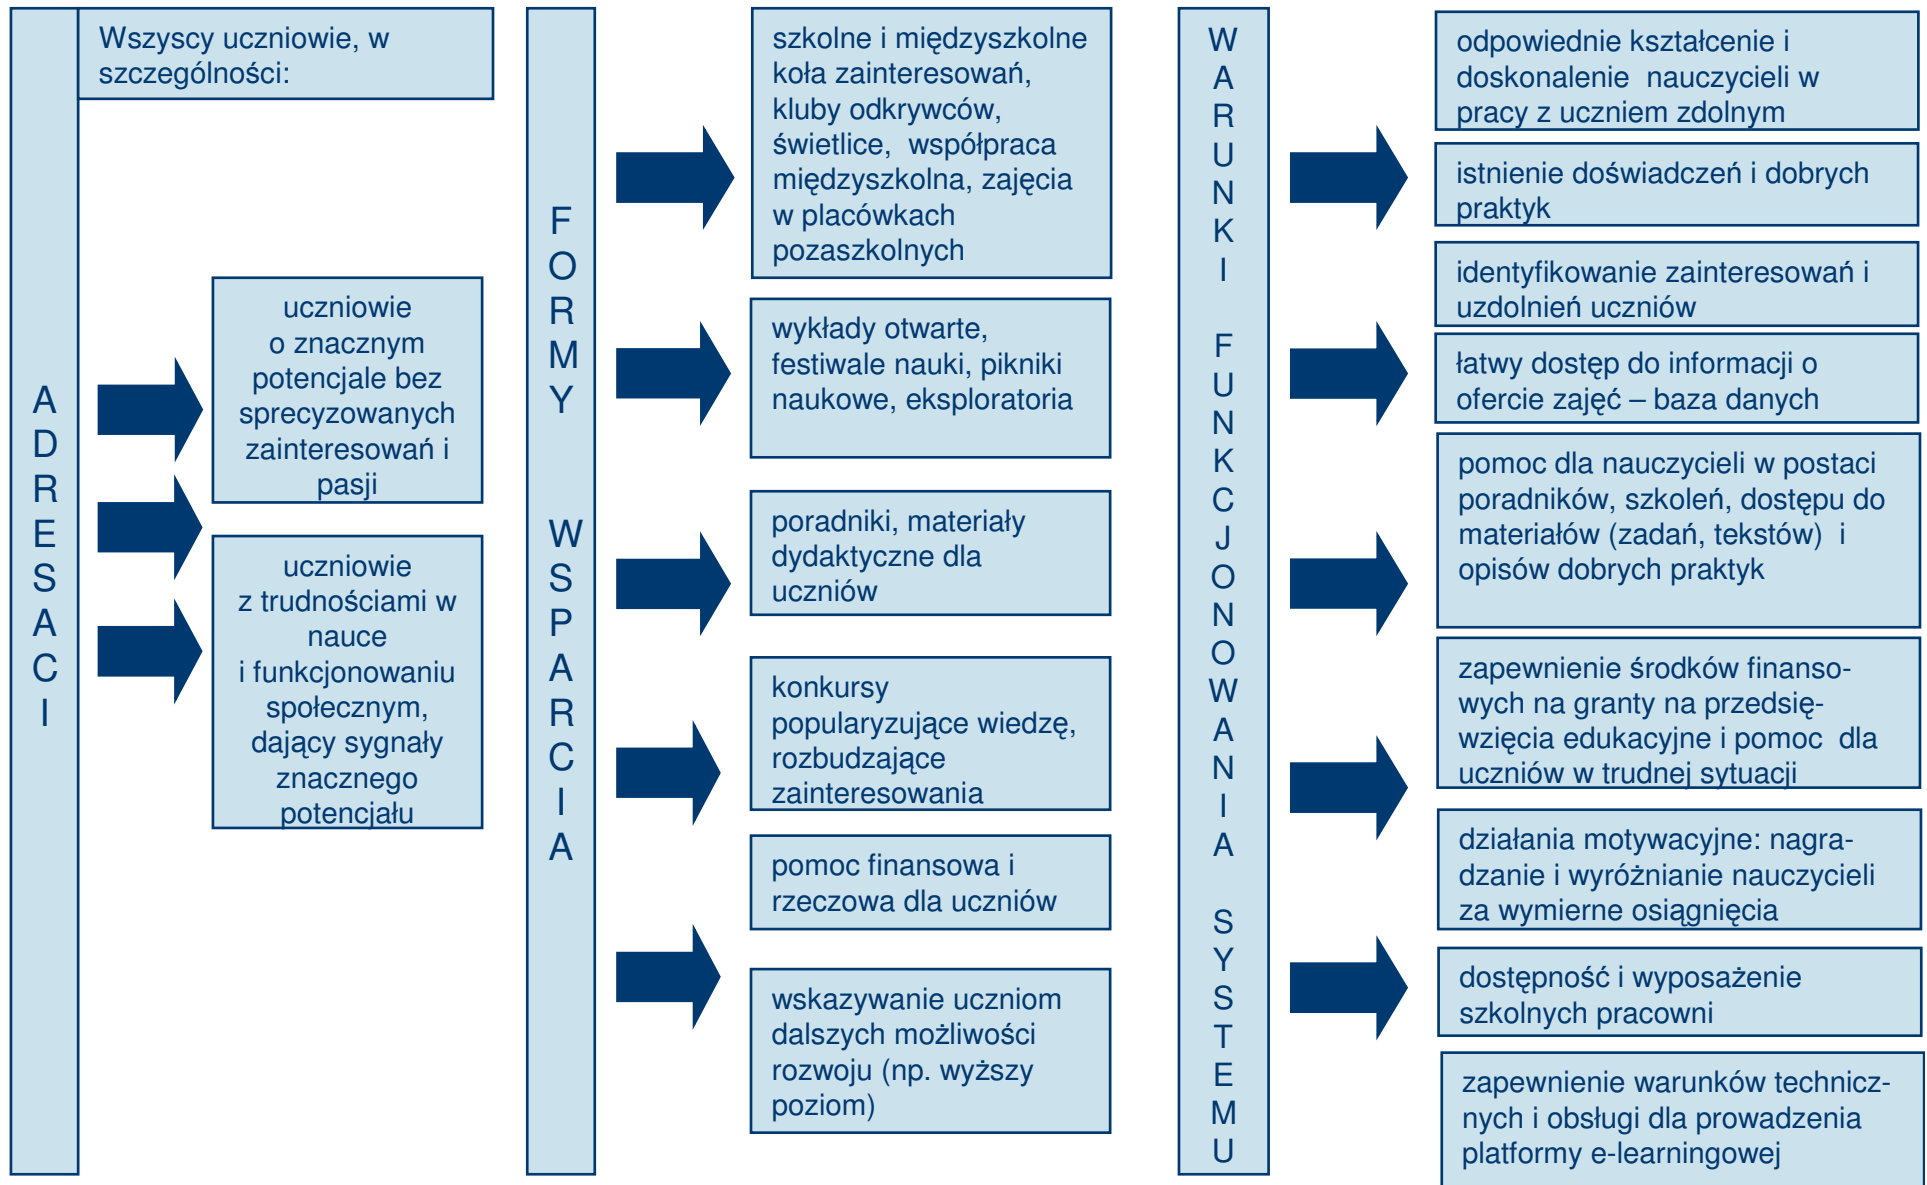 ADRESACI
Wszyscy uczniowie, w
szczególności:
uczniowie
o znacznym
potencjale bez
sprecyzowanych
zainteresowań i
pasji
uczniowie
z trudnościami w
nauce
i funkcjonowaniu
społecznym,
dający sygnały
znacznego
potencjału
FORMY WSPARCIA
szkolne i międzyszkolne
koła zainteresowań,
kluby odkrywców,
świetlice, współpraca
międzyszkolna, zajęcia
w placówkach
pozaszkolnych
wykłady otwarte,
festiwale nauki, pikniki
naukowe, eksploratoria
poradniki, materiały
dydaktyczne dla
uczniów
konkursy
popularyzujące wiedzę,
rozbudzające
zainteresowania
pomoc finansowa i
rzeczowa dla uczniów
wskazywanie uczniom
dalszych możliwości
rozwoju (np. wyższy
poziom)
WARUNKI FUNKCJONOWANIA SYSTEMU
odpowiednie kształcenie i
doskonalenie nauczycieli w
pracy z uczniem zdolnym
istnienie doświadczeń i dobrych
praktyk
identyfikowanie zainteresowań i
uzdolnień uczniów
łatwy dostęp do informacji o
ofercie zajęć – baza danych
pomoc dla nauczycieli w postaci
poradników, szkoleń, dostępu do
materiałów (zadań, tekstów) i
opisów dobrych praktyk
zapewnienie środków finanso-
wych na granty na przedsię-
wzięcia edukacyjne i pomoc dla
uczniów w trudnej sytuacji
działania motywacyjne: nagra-
dzanie i wyróżnianie nauczycieli
za wymierne osiągnięcia
dostępność i wyposażenie
szkolnych pracowni
zapewnienie warunków technicz-
nych i obsługi dla prowadzenia
platformy e-learningowej